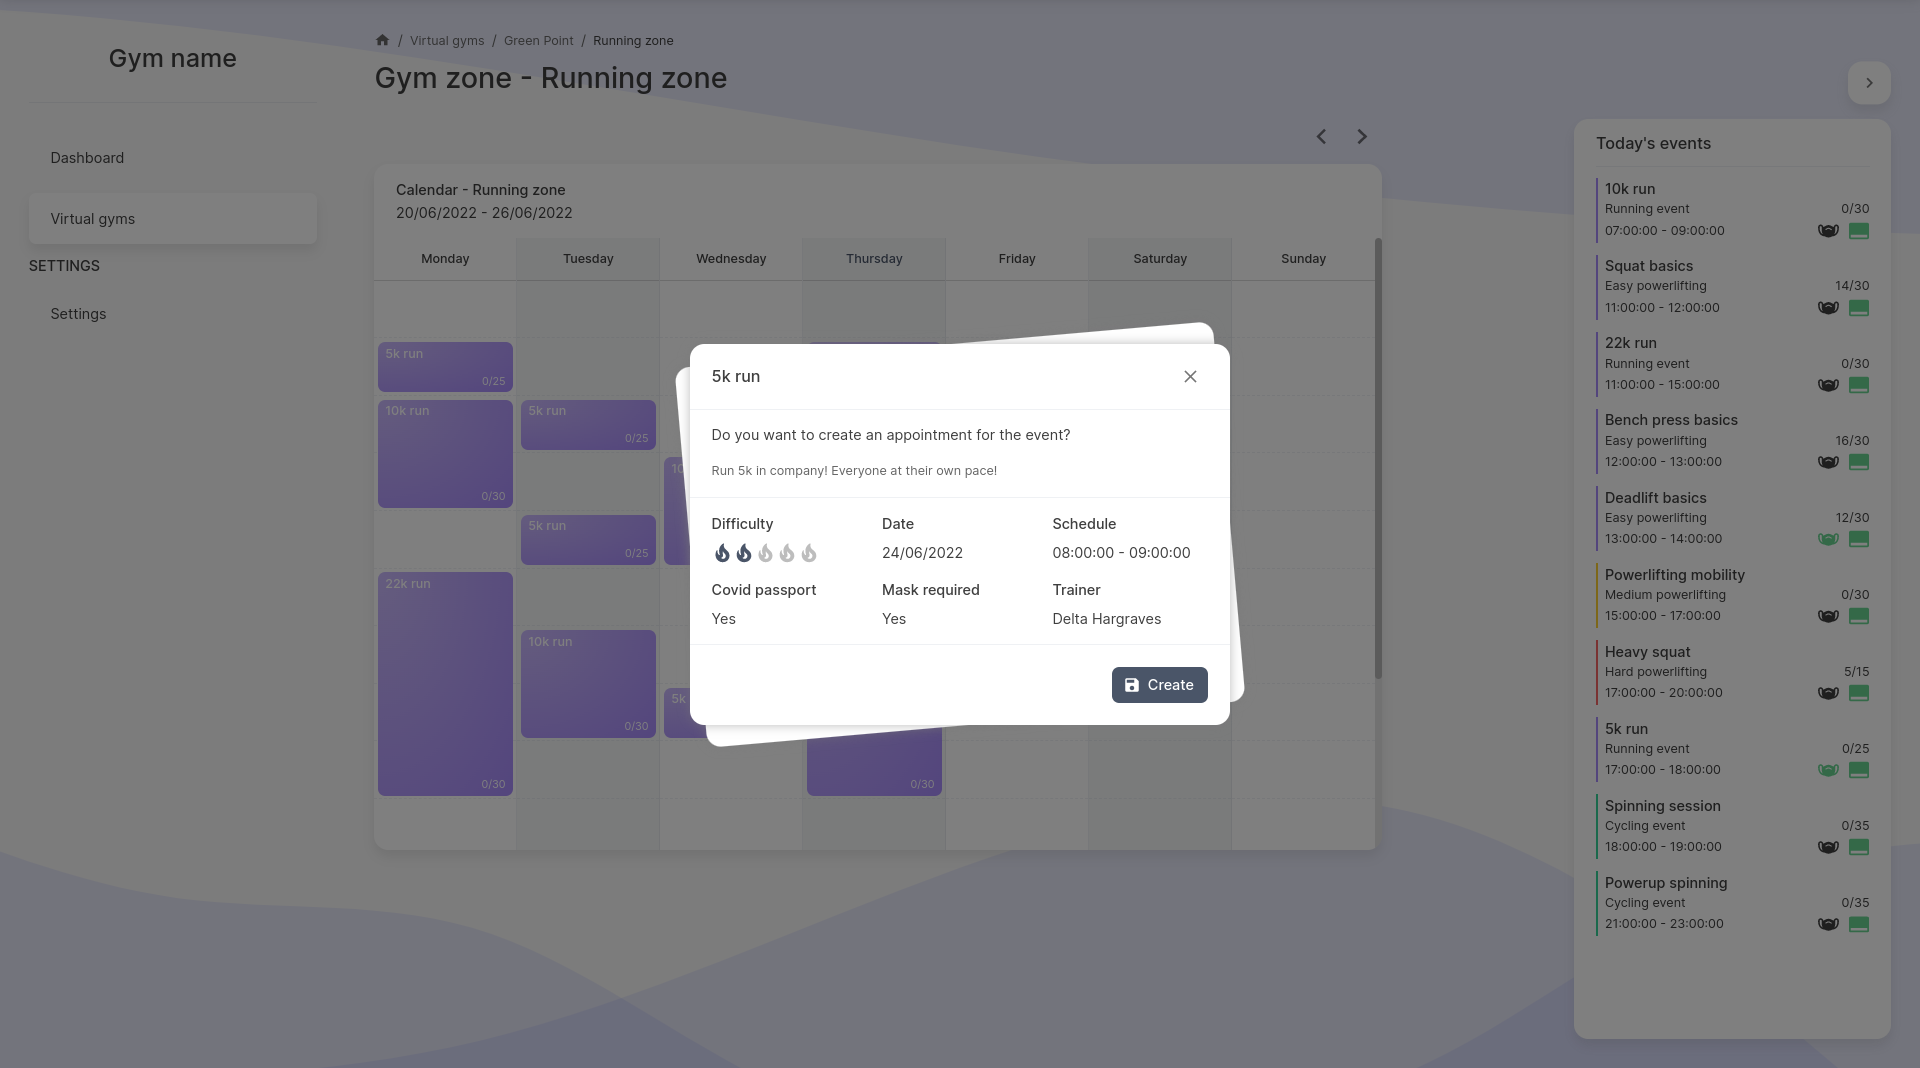 Gym name
Dashboard
Virtual gyms
SETTINGS
Settings
/ Virtual gyms / Green Point / Running zone
Gym zone - Running zone
Calendar - Running zone
20/06/2022 - 26/06/2022
Monday Tuesday Wednesday Thursday Friday Saturday Sunday
5k run
0/25
10k run
0/30
22k run
0/30
5k run
0/25
5k run
0/25
10k run
0/30
10
5k
0/30
5k run
Do you want to create an appointment for the event?
Run 5k in company! Everyone at their own pace!
Difficulty Date Schedule
24/06/2022 08:00:00 - 09:00:00
Covid passport Mask required Trainer
Yes Yes Delta Hargraves
Create
Today's events
10k run
Running event 0/30
07:00:00 - 09:00:00
Squat basics
Easy powerlifting 14/30
11:00:00 - 12:00:00
22k run
Running event 0/30
11:00:00 - 15:00:00
Bench press basics
Easy powerlifting 16/30
12:00:00 - 13:00:00
Deadlift basics
Easy powerlifting 12/30
13:00:00 - 14:00:00
Powerlifting mobility
Medium powerlifting 0/30
15:00:00 - 17:00:00
Heavy squat
Hard powerlifting 5/15
17:00:00 - 20:00:00
5k run
Running event 0/25
17:00:00 - 18:00:00
Spinning session
Cycling event 0/35
18:00:00 - 19:00:00
Powerup spinning
Cycling event 0/35
21:00:00 - 23:00:00